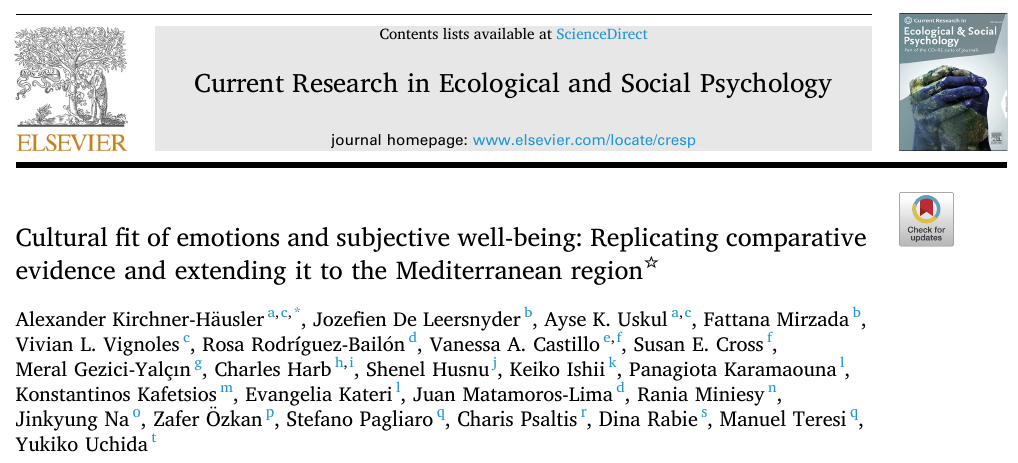 Contents lists available at ScienceDirect
Current Research in Ecological and Social Psychology
journal homepage: www.elsevier.com/locate/cresp
ELSEVIER
Current Research in
Ecological & Social
Psychology
Check for
updates
Cultural fit of emotions and subjective well-being: Replicating comparative
evidence and extending it to the Mediterranean region☆
Alexander Kirchner-Häusler a,c,*, Jozefien De Leersnyder b, Ayse K. Uskul a,c, Fattana Mirzada b,
Vivian L. Vignoles c, Rosa Rodríguez-Bailón d, Vanessa A. Castillo e,f, Susan E. Cross f,
Meral Gezici-Yalçın g, Charles Harb h,i, Shenel Husnu j, Keiko Ishii k, Panagiota Karamaouna l,
Konstantinos Kafetsios m, Evangelia Kateri l, Juan Matamoros-Lima d, Rania Miniesy n,
Jinkyung Na o, Zafer Özkan p, Stefano Pagliaro q, Charis Psaltis r, Dina Rabie s, Manuel Teresi q,
Yukiko Uchida t